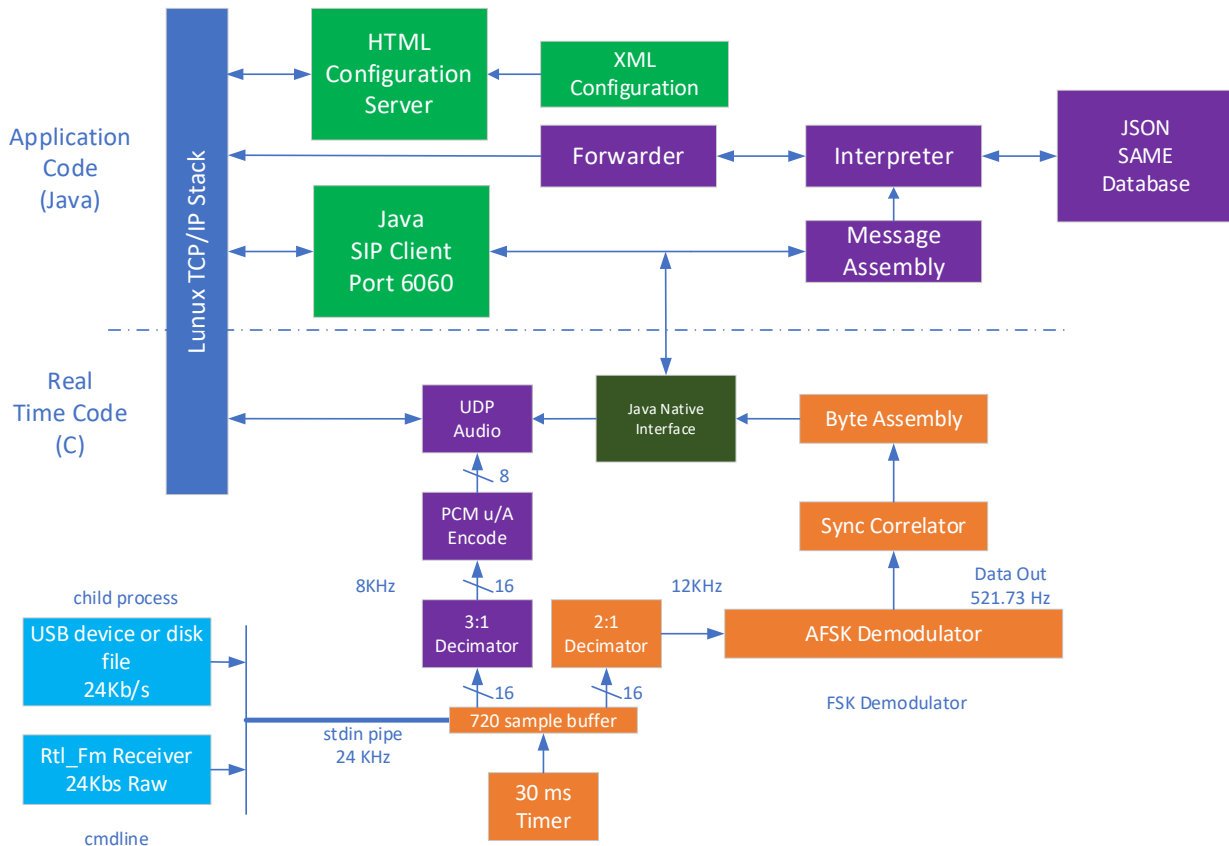 HTML
Configuration
Server
XML
Configuration
Application
Code
(Java)
Forwarder
Interpreter
JSON
SAME
Database
Java
SIP Client
Port 6060
Message
Assembly
Lunux TCP/IP Stack
Real
Time Code
(C)
UDP
Audio
Java Native
Interface
Byte Assembly
8
PCM u/A
Encode
Sync Correlator
8KHz
16
12KHz
Data Out
521.73 Hz
child process
USB device or disk
file
24Kb/s
3:1
Decimator
2:1
Decimator
AFSK Demodulator
16
16
FSK Demodulator
720 sample buffer
stdin pipe
24 KHz
Rtl_Fm Receiver
24Kbs Raw
30 ms
Timer
cmdline